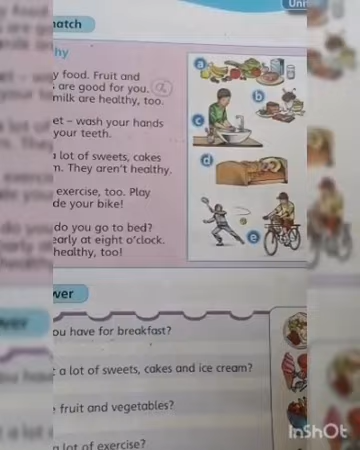 Uni
match
hy
y food. Fruit and
are good for you. a
milk are healthy, too.
et – wash your hands
your teeth.
a lot of sweets, cakes
m. They aren't healthy.
exercise, too. Play
de your bike!
do you go to bed?
early at eight o'clock.
healthy, too!
a
b
c
d
e
wer
ou have for breakfast?
t a lot of sweets, cakes and ice cream?
e fruit and vegetables?
a lot of exercise?
InShOt